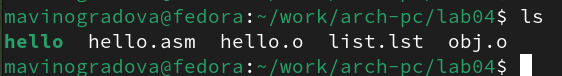 mavinogradova@fedora:~/work/arch-pc/lab04$ ls
hello  hello.asm  hello.o  list.lst  obj.o
mavinogradova@fedora:~/work/arch-pc/lab04$